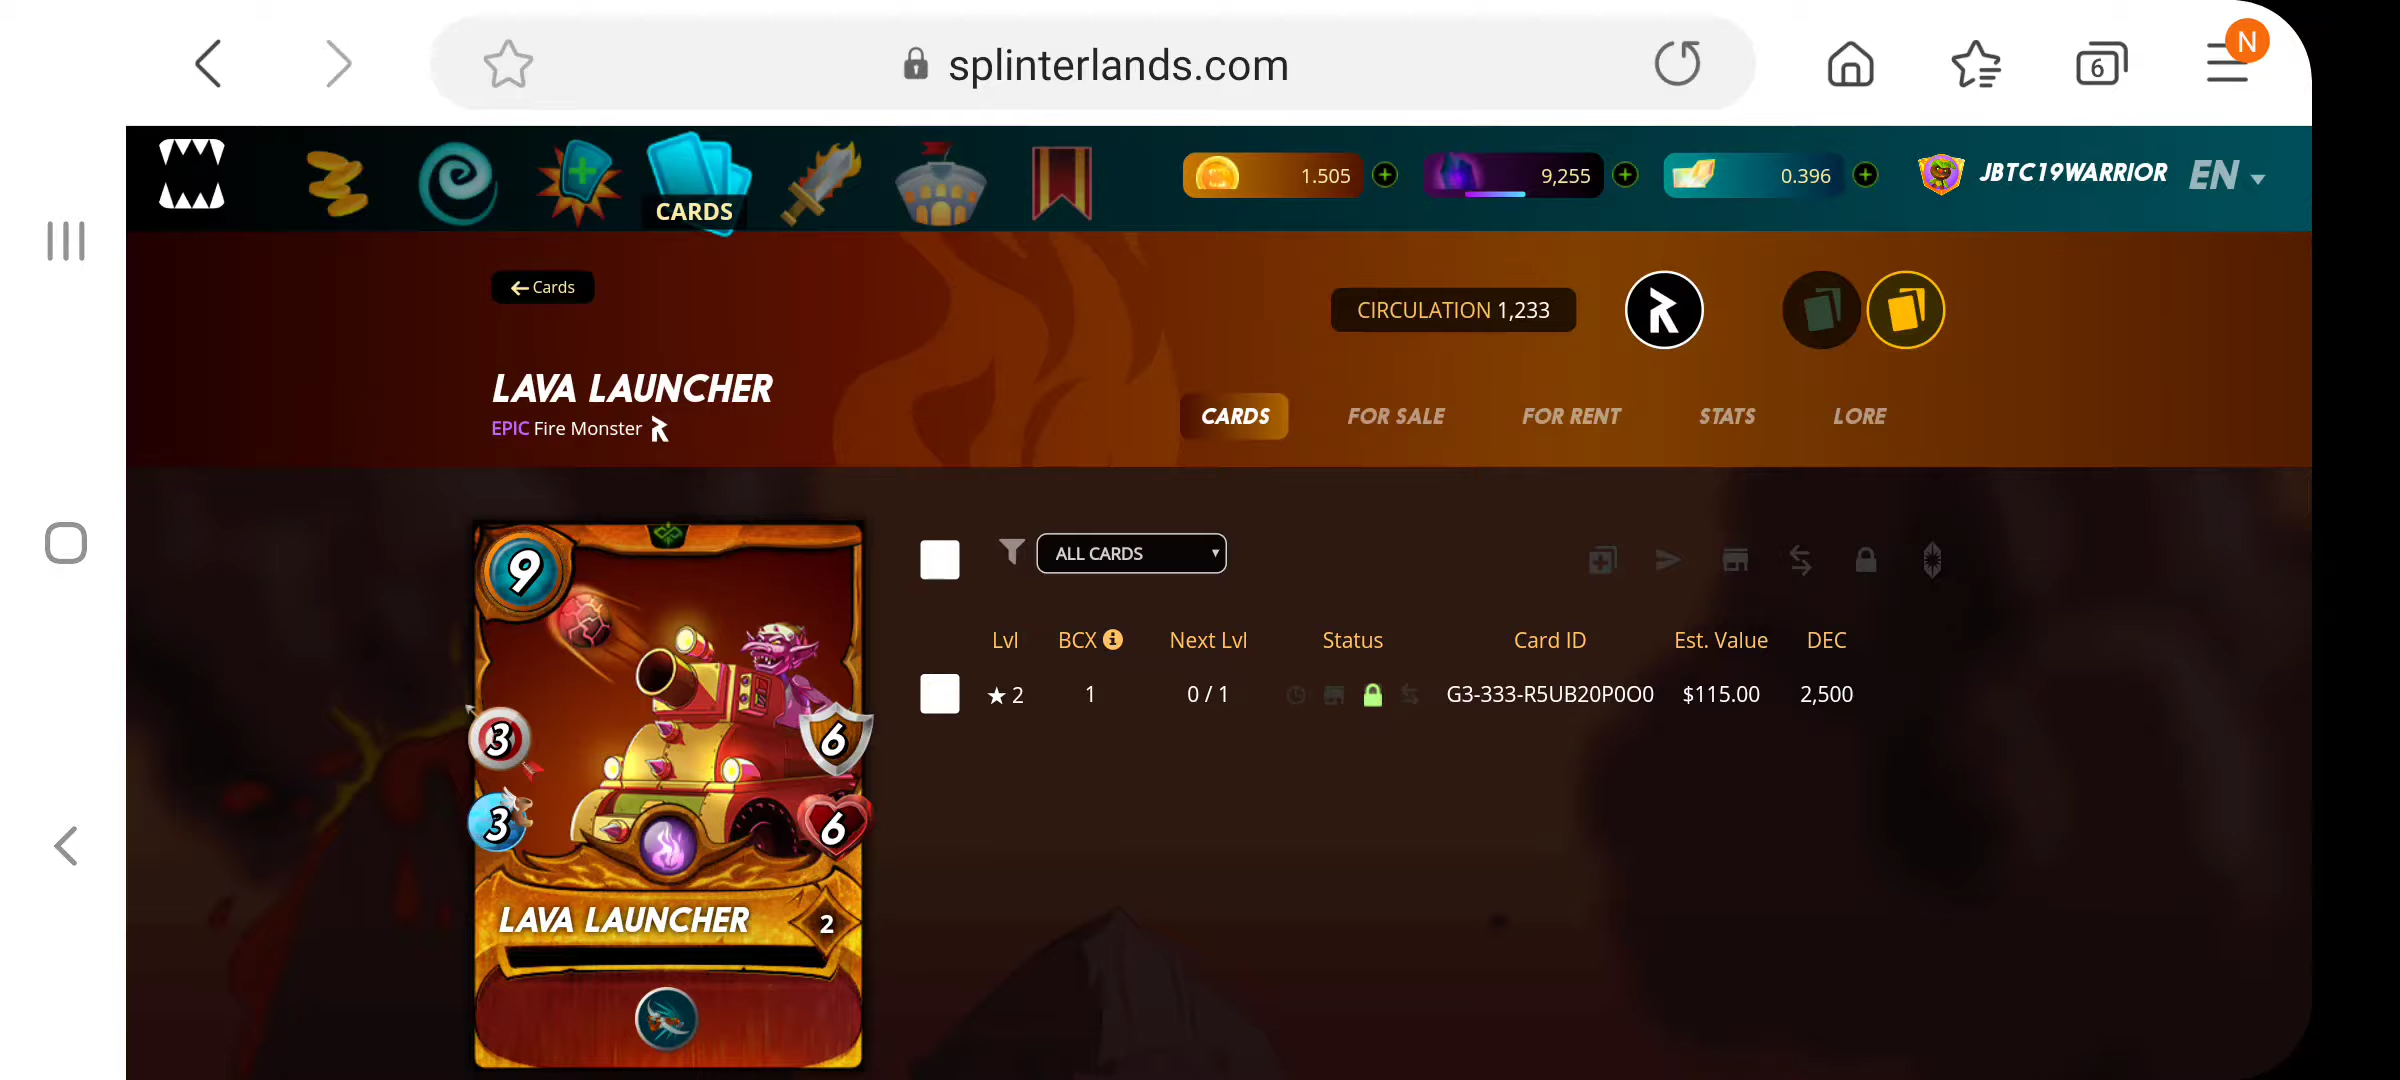 splinterlands.com
6
N
CARDS
1.505
9,255
0.396
JBTC19WARRIOR
EN
Cards
CIRCULATION 1,233
LAVA LAUNCHER
EPIC Fire Monster
CARDS
FOR SALE
FOR RENT
STATS
LORE
9
3
6
3
6
LAVA LAUNCHER
2
ALL CARDS
Lvl BCX Next Lvl Status Card ID Est. Value DEC
★ 2 1 0 / 1 G3-333-R5UB20P0O0 $115.00 2,500